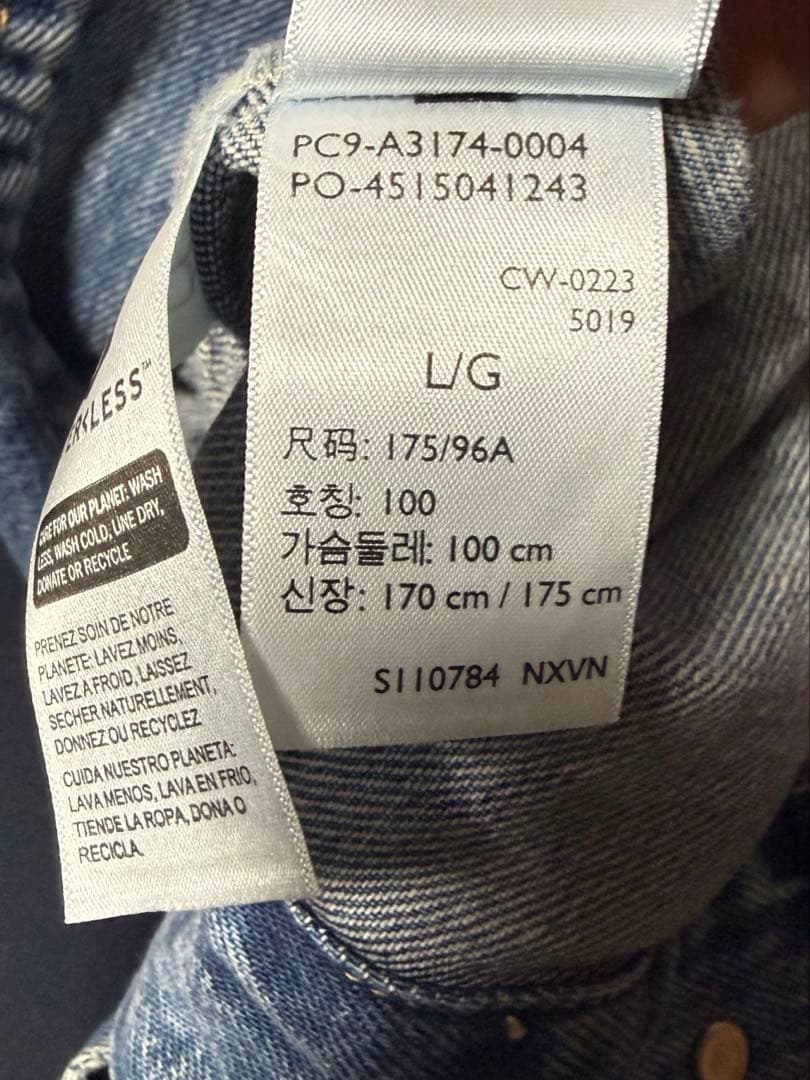 PC9-A3174-0004
PO-4515041243
CW-0223
5019
L/G
尺码: 175/96A
호칭: 100
가슴둘레: 100 cm
신장: 170 cm / 175 cm
S110784 NXVN
FOR OUR PLANET: WASH
LESS, WASH COLD, LINE DRY,
DONATE OR RECYCLE
PRENEZ SOIN DE NOTRE
PLANETE: LAVEZ MOINS,
LAVEZ A FROID, LAISSEZ
SECHER NATURELLEMENT,
DONNEZ OU RECYCLEZ
CUIDA NUESTRO PLANETA:
LAVA MENOS, LAVA EN FRIO,
TIENDE LA ROPA, DONA O
RECICLA.